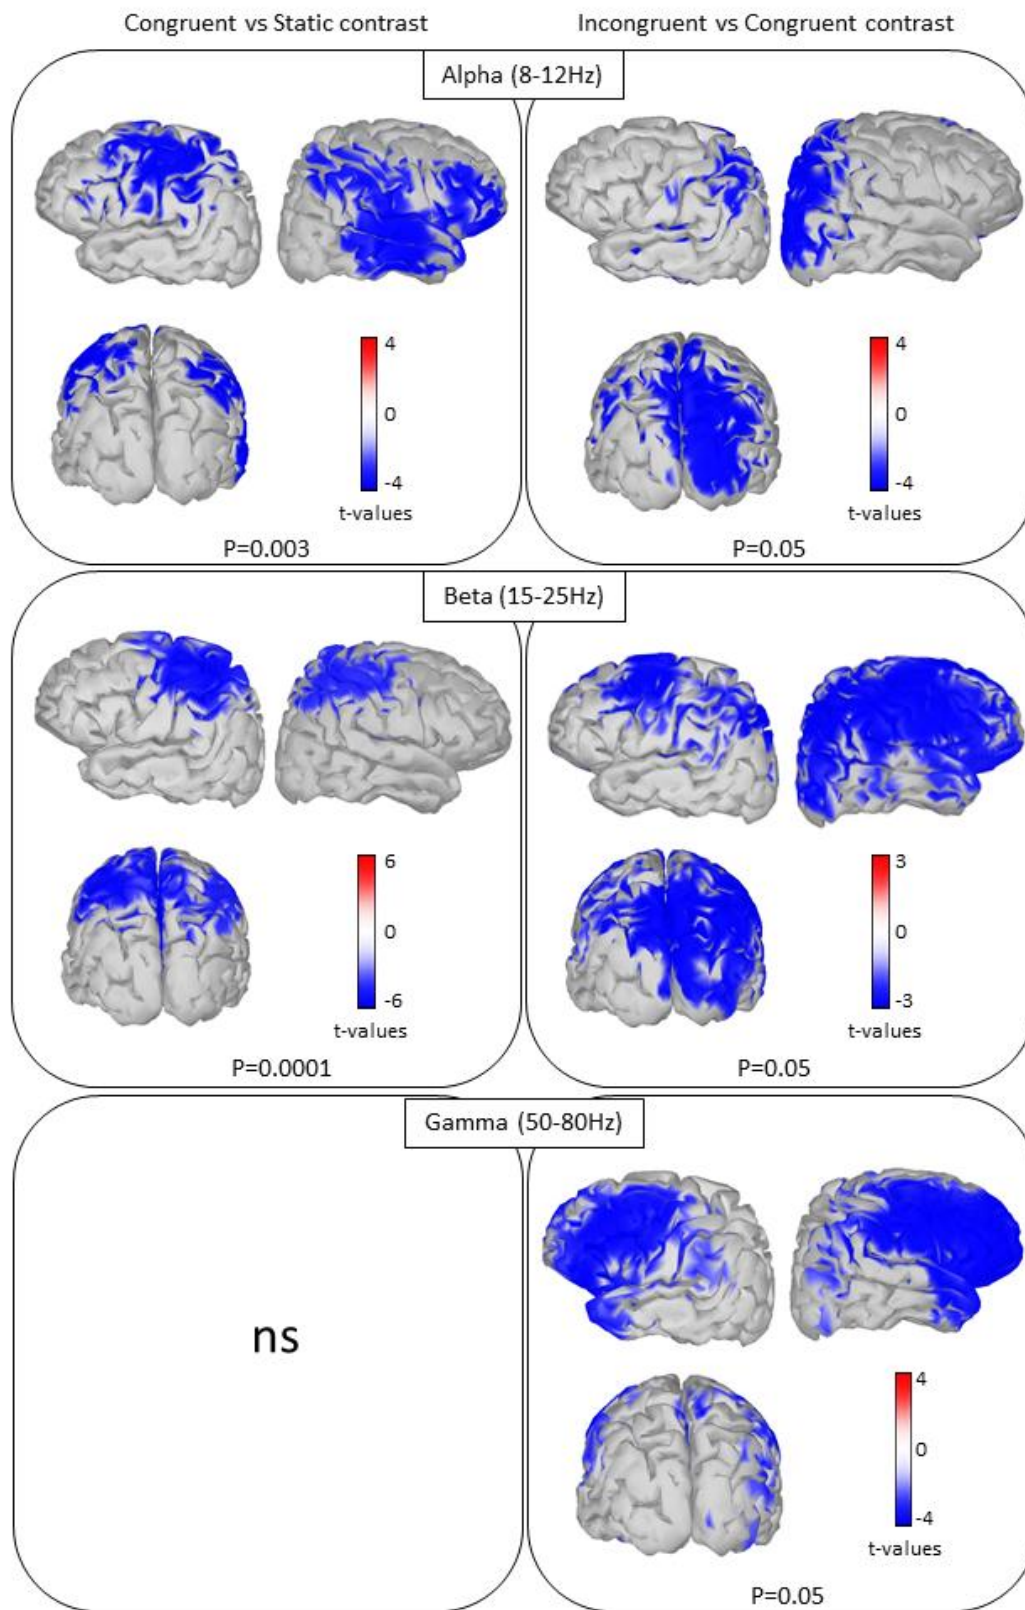 Congruent vs Static contrast
Incongruent vs Congruent contrast
Alpha (8-12Hz)
4
0
-4
t-values
P=0.003
4
0
-4
t-values
P=0.05
Beta (15-25Hz)
6
0
-6
t-values
P=0.0001
3
0
-3
t-values
P=0.05
Gamma (50-80Hz)
ns
4
0
-4
t-values
P=0.05